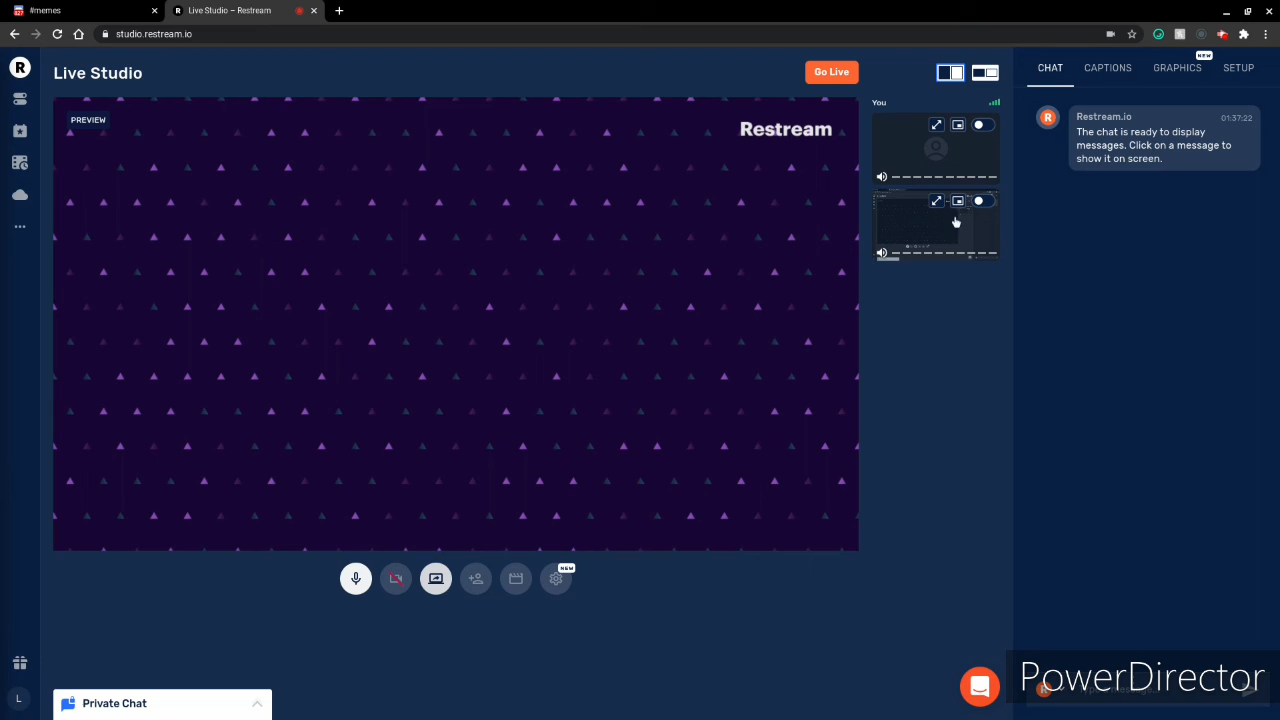 827
#memes
R
Live Studio – Restream
studio.restream.io
R
Live Studio
Go Live
PREVIEW
Restream
You
NEW
CHAT
CAPTIONS
GRAPHICS
SETUP
R
Restream.io
01:37:22
The chat is ready to display
messages. Click on a message to
show it on screen.
NEW
L
Private Chat
PowerDirector
R